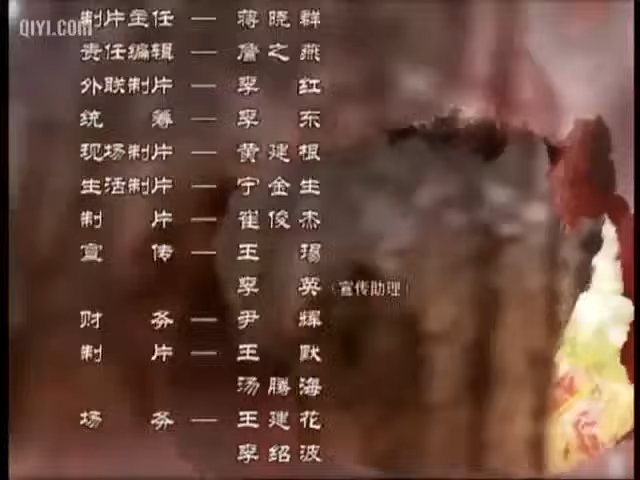 QIYI.COM
制片主任 — 蒋晓群
责任编辑 — 詹之燕
外联制片 — 李红
统筹 — 李东
现场制片 — 黄建根
生活制片 — 宁金生
制片 — 崔俊杰
宣传 — 王瑒
李英（宣传助理）
财务 — 尹辉
制片 — 王默
汤腾海
场务 — 王建花
李绍波